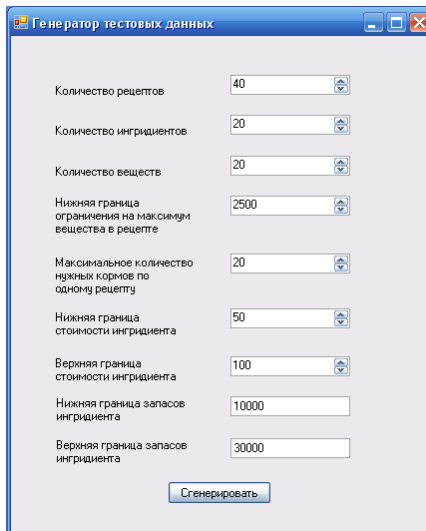 Генератор тестовых данных
Количество рецептов
40
Количество ингридиентов
20
Количество веществ
20
Нижняя граница
ограничения на максимум
вещества в рецепте
2500
Максимальное количество
нужных кормов по
одному рецепту
20
Нижняя граница
стоимости ингридиента
50
Верхняя граница
стоимости ингридиента
100
Нижняя граница запасов
ингридиента
10000
Верхняя граница запасов
ингридиента
30000
Сгенерировать